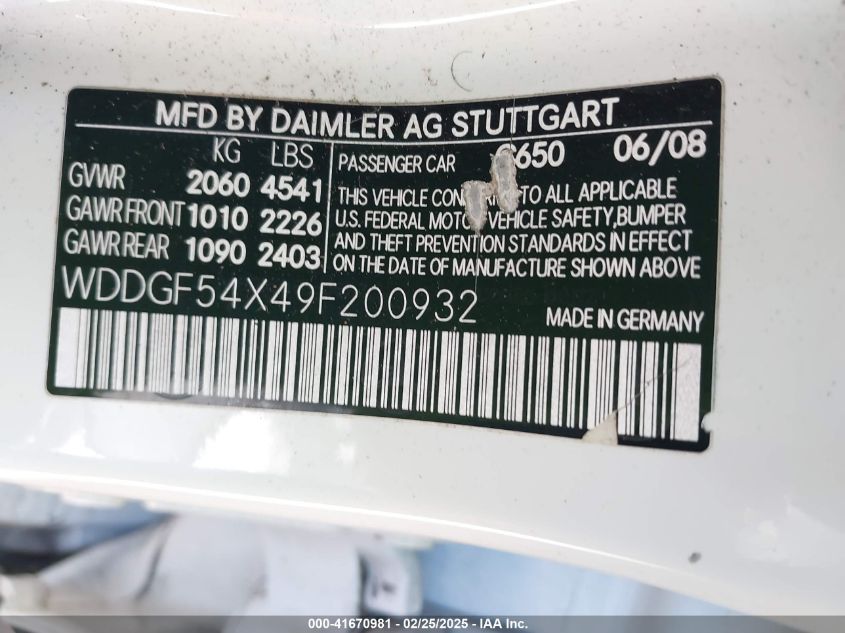 MFD BY DAIMLER AG STUTTGART
KG LBS
GVWR 2060 4541
GAWR FRONT 1010 2226
GAWR REAR 1090 2403
PASSENGER CAR 650 06/08
THIS VEHICLE TO ALL APPLICABLE
U.S. FEDERAL MOTOR VEHICLE SAFETY, BUMPER
AND THEFT PREVENTION STANDARDS IN EFFECT
ON THE DATE OF MANUFACTURE SHOWN ABOVE
WDDGF54X49F200932
MADE IN GERMANY
000-41670981 - 02/25/2025 - IAA Inc.